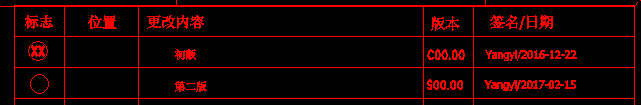 标志 位置 更改内容 版本 签名/日期
XX 初版 C00.00 Yangyi/2016-12-22
第二版 S00.00 Yangyi/2017-02-15